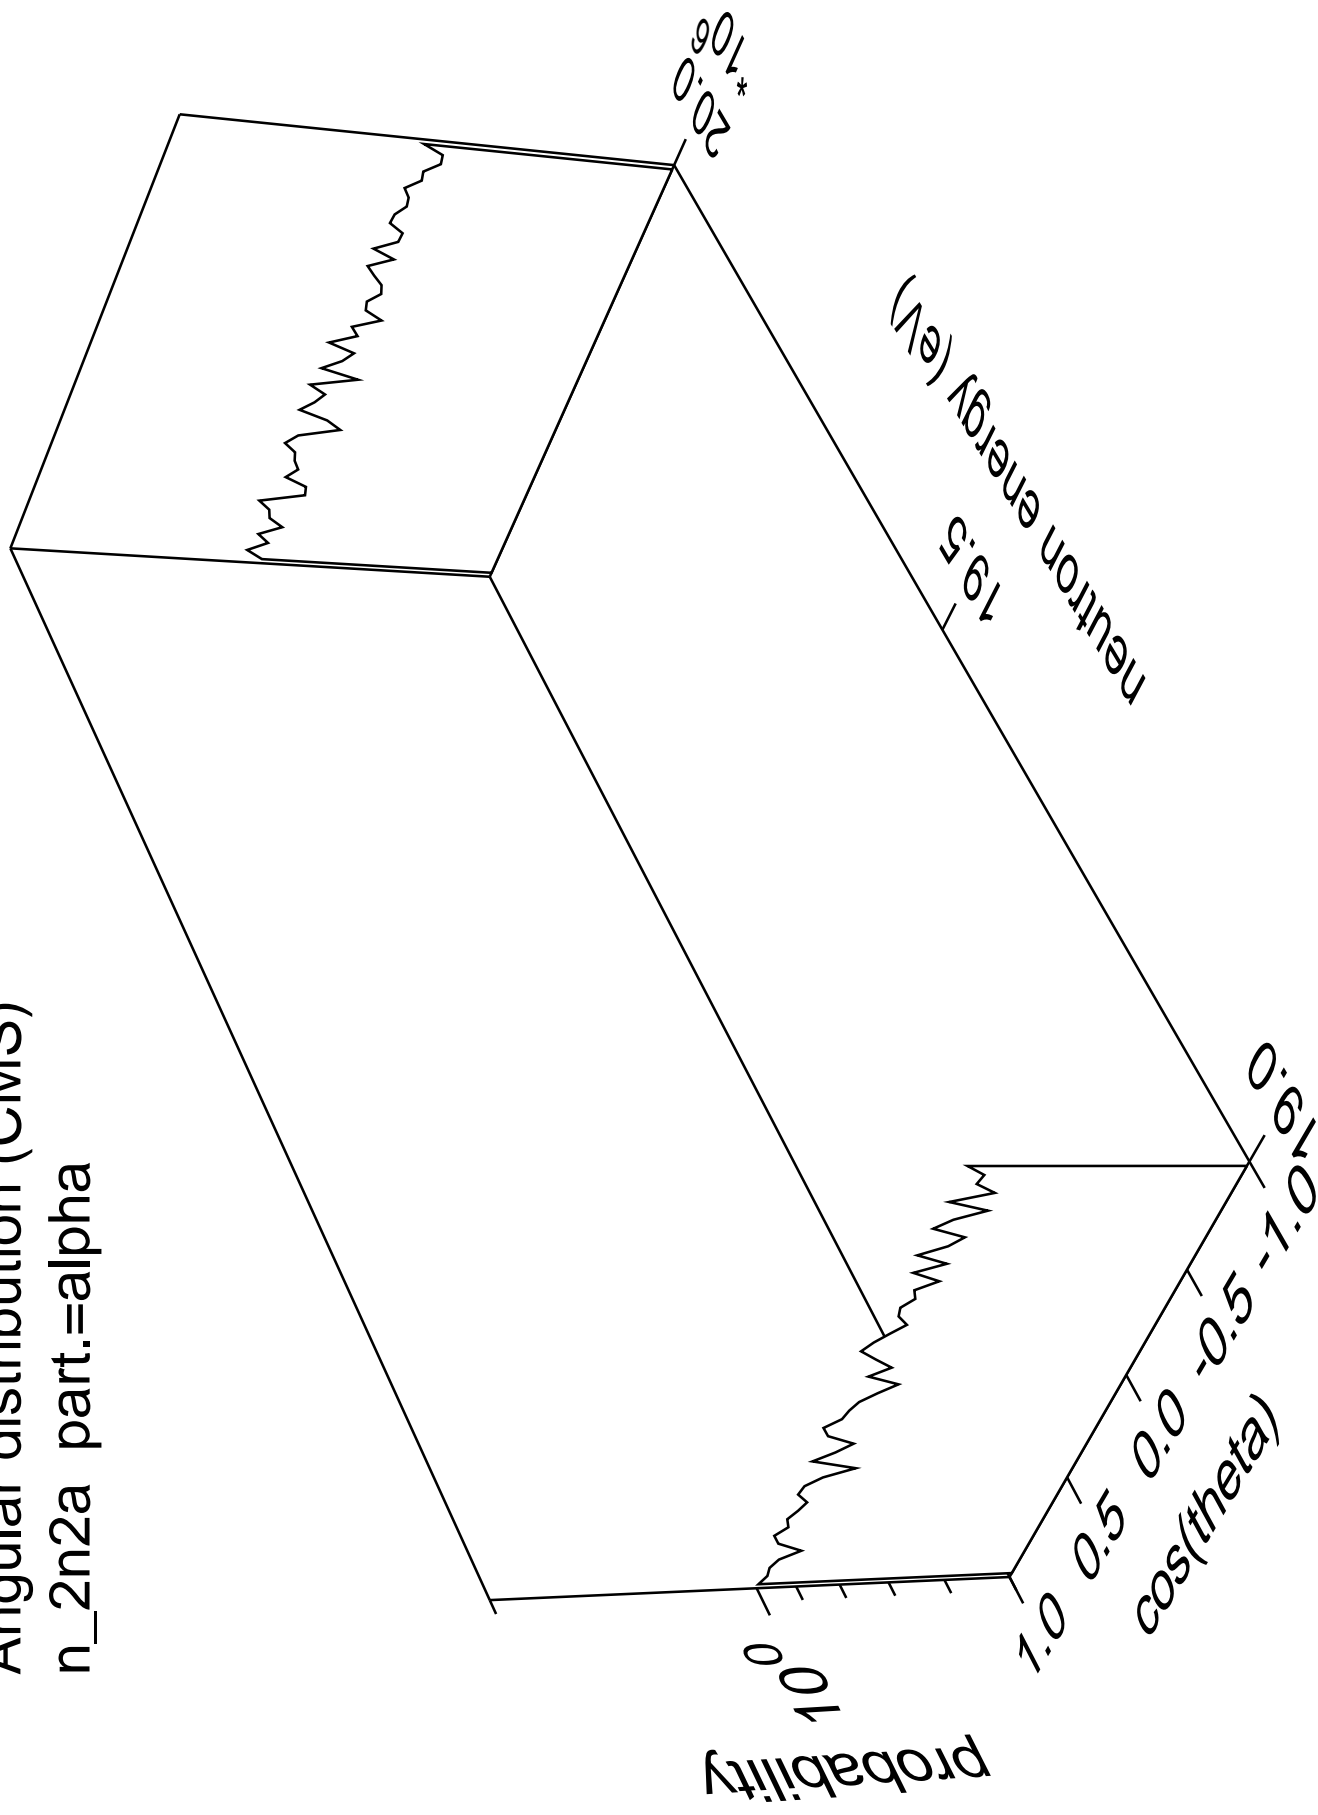 Angular distribution (CMS)
n_2n2a part.=alpha
probability
10^0
1.0
0.5
0.0
-0.5
-1.0
cos(theta)
19.0
19.5
20.0
* 10^6
neutron energy (eV)